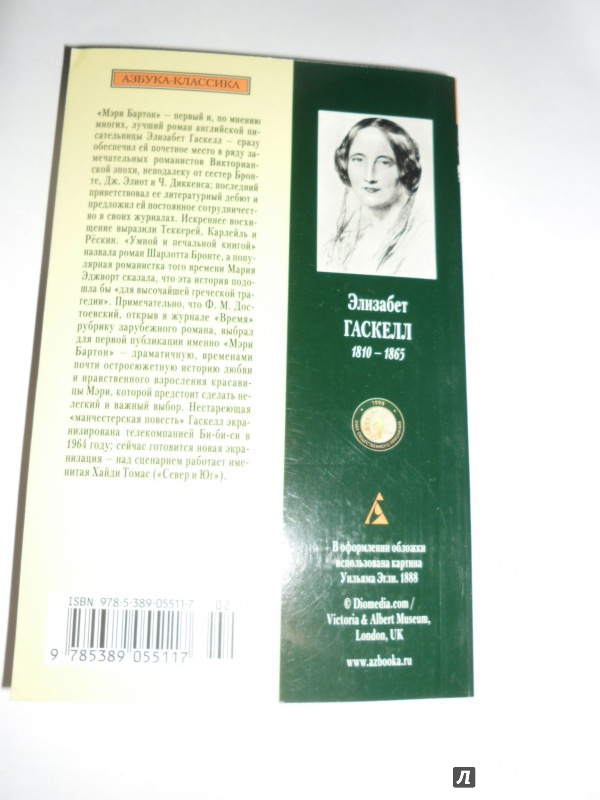 АЗБУКА-КЛАССИКА
«Мэри Бартон» – первый и, по мнению
многих, лучший роман английской пи-
сательницы Элизабет Гаскелл – сразу
обеспечил ей почетное место в ряду за-
мечательных романистов Викториан-
ской эпохи, неподалеку от сестер Брон-
те, Дж. Элиот и Ч. Диккенса; последний
приветствовал ее литературный дебют и
предложил ей постоянное сотрудничест-
во в своих журналах. Искреннее восхи-
щение выразили Теккерей, Карлейль и
Рёскин. «Умной и печальной книгой»
назвала роман Шарлотта Бронте, а попу-
лярная романистка того времени Мария
Эджворт сказала, что эта история подо-
шла бы «для высочайшей греческой тра-
гедии». Примечательно, что Ф. М. Дос-
тоевский, открыв в журнале «Время»
рубрику зарубежного романа, выбрал
для первой публикации именно «Мэри
Бартон» – драматичную, временами
почти остросюжетную историю любви
и нравственного взросления красави-
цы Мэри, которой предстоит сделать не-
легкий и важный выбор. Нестареющая
«манчестерская повесть» Гаскелл экра-
низирована телекомпанией Би-би-си в
1964 году; сейчас готовится новая экра-
низация – над сценарием работает име-
нитая Хайди Томас («Север и Юг»).
ISBN 978-5-389-05511-7
02
9 785389 055117
Элизабет
ГАСКЕЛЛ
1810 – 1865
1994
В оформлении обложки
использована картина
Уильяма Эгли. 1888
© Diomedia.com /
Victoria & Albert Museum,
London, UK
www.azbooka.ru
Л